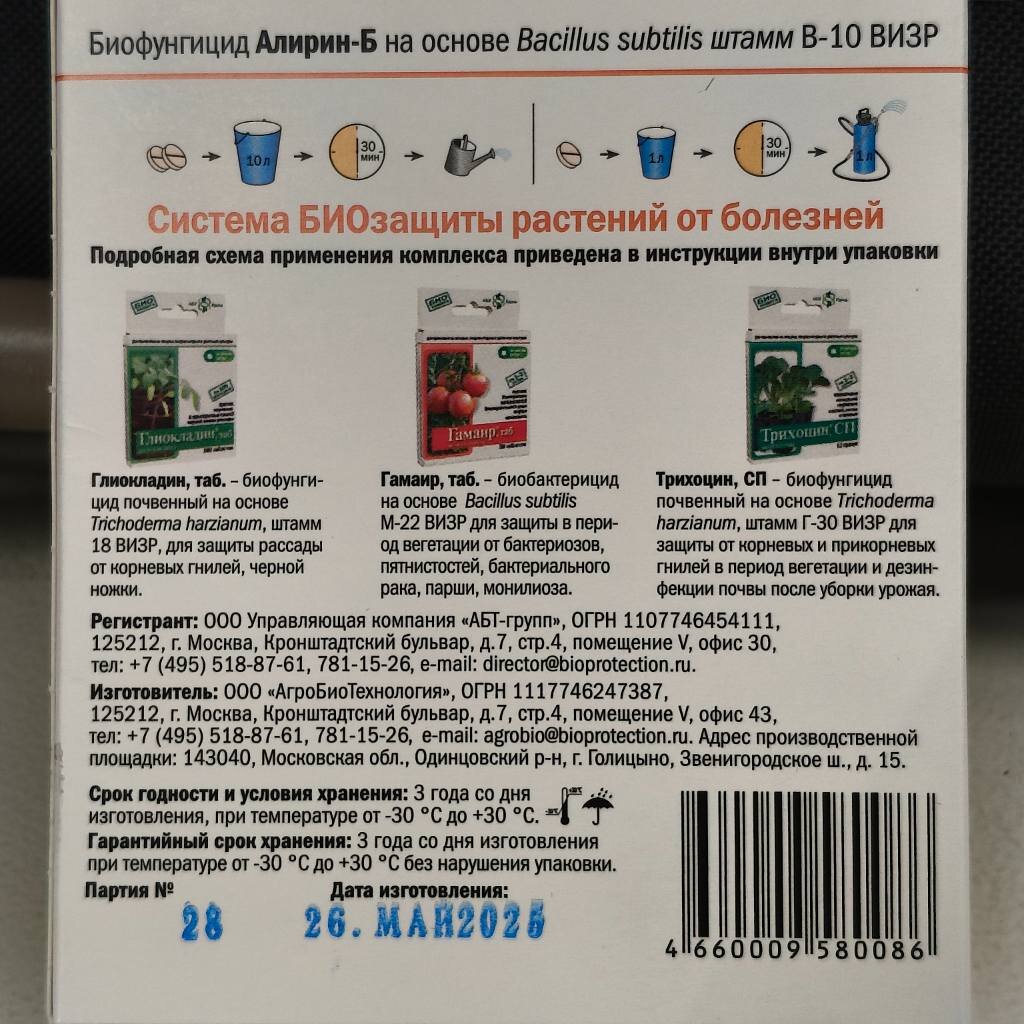 Биофунгицид Алирин-Б на основе Bacillus subtilis штамм В-10 ВИЗР
10л
30 мин
1л
30 мин
1л
Система БИОзащиты растений от болезней
Подробная схема применения комплекса приведена в инструкции внутри упаковки
БИО
БИО
БИО
Глиокладин, таб
Гамаир, таб
Трихоцин, СП
Глиокладин, таб. – биофунги-
цид почвенный на основе
Trichoderma harzianum, штамм
18 ВИЗР, для защиты рассады
от корневых гнилей, черной
ножки.
Гамаир, таб. – биобактерицид
на основе Bacillus subtilis
М-22 ВИЗР для защиты в пери-
од вегетации от бактериозов,
пятнистостей, бактериального
рака, парши, монилиоза.
Трихоцин, СП – биофунгицид
почвенный на основе Trichoderma
harzianum, штамм Г-30 ВИЗР для
защиты от корневых и прикорневых
гнилей в период вегетации и дезин-
фекции почвы после уборки урожая.
Регистрант: ООО Управляющая компания «АБТ-групп», ОГРН 1107746454111,
125212, г. Москва, Кронштадтский бульвар, д.7, стр.4, помещение V, офис 30,
тел: +7 (495) 518-87-61, 781-15-26, e-mail: director@bioprotection.ru.
Изготовитель: ООО «АгроБиоТехнология», ОГРН 1117746247387,
125212, г. Москва, Кронштадтский бульвар, д.7, стр.4, помещение V, офис 43,
тел: +7 (495) 518-87-61, 781-15-26, e-mail: agrobio@bioprotection.ru. Адрес производственной
площадки: 143040, Московская обл., Одинцовский р-н, г. Голицыно, Звенигородское ш., д. 15.
Срок годности и условия хранения: 3 года со дня
изготовления, при температуре от -30 °С до +30 °С.
Гарантийный срок хранения: 3 года со дня изготовления
при температуре от -30 °С до +30 °С без нарушения упаковки.
Партия № Дата изготовления:
28 26. МАЙ 2025
4 660009 580086